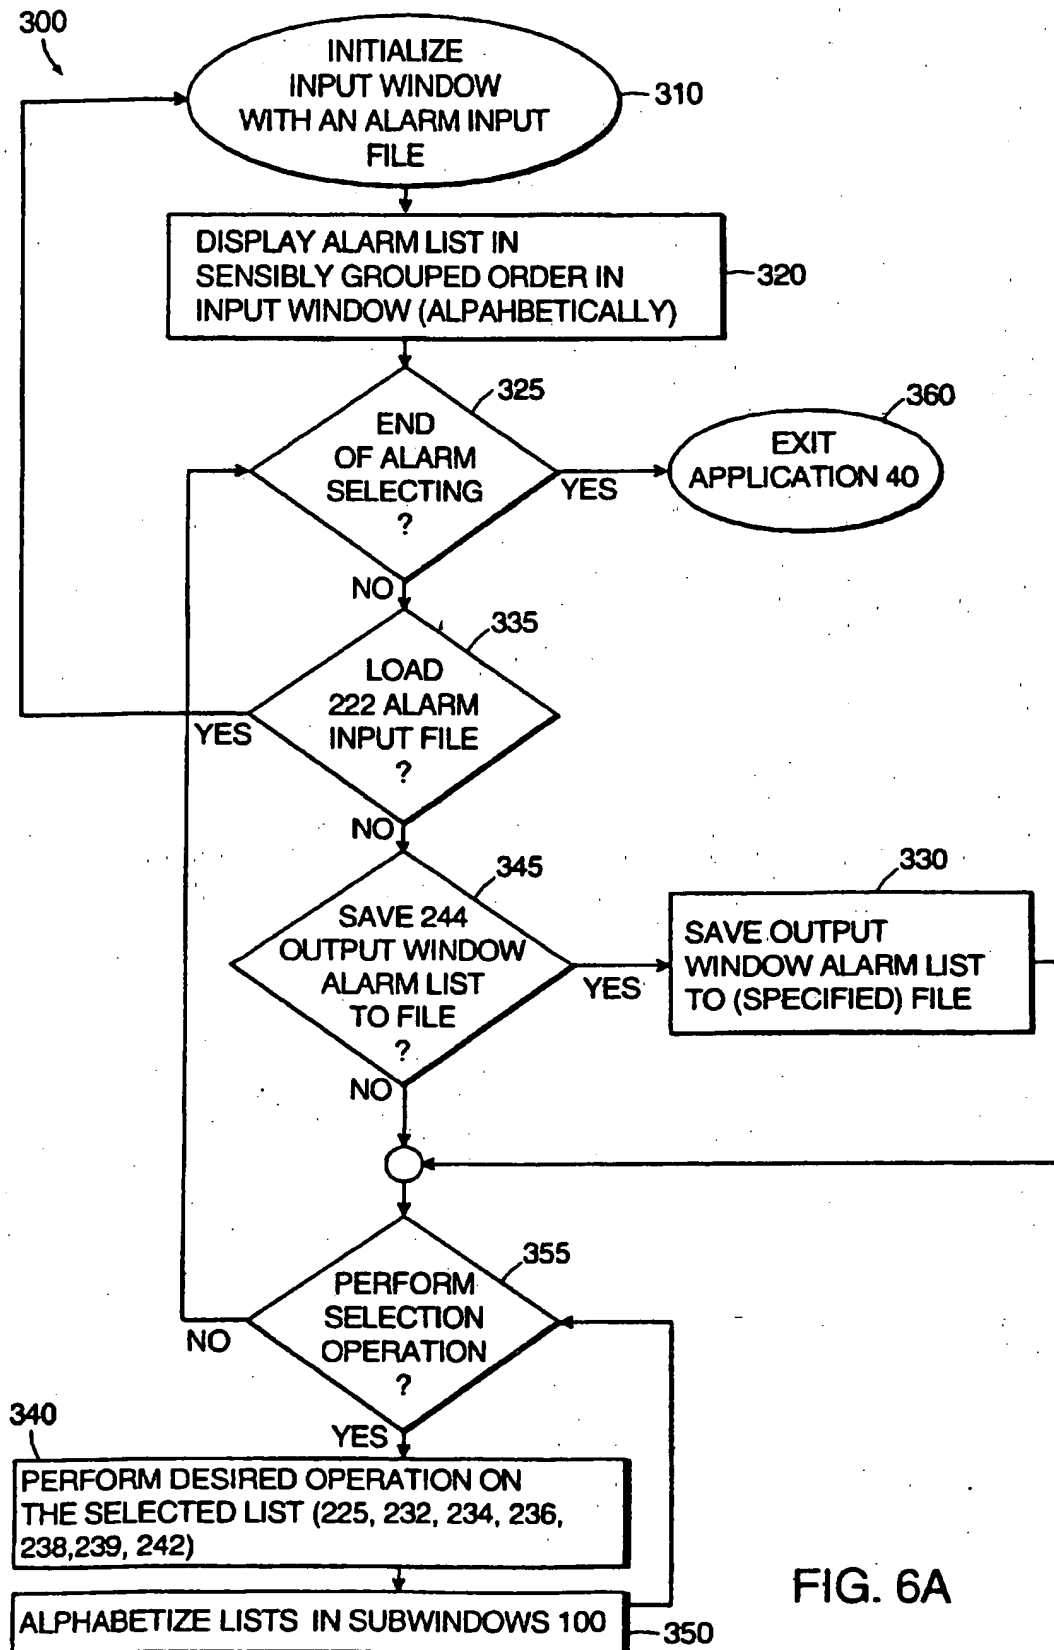 300
INITIALIZE
INPUT WINDOW
WITH AN ALARM INPUT
FILE
310
DISPLAY ALARM LIST IN
SENSIBLY GROUPED ORDER IN
INPUT WINDOW (ALPAHBETICALLY)
320
325
END
OF ALARM
SELECTING
?
YES
NO
360
EXIT
APPLICATION 40
335
LOAD
222 ALARM
INPUT FILE
?
YES
NO
345
SAVE 244
OUTPUT WINDOW
ALARM LIST
TO FILE
?
YES
NO
330
SAVE OUTPUT
WINDOW ALARM LIST
TO (SPECIFIED) FILE
355
PERFORM
SELECTION
OPERATION
?
NO
YES
340
PERFORM DESIRED OPERATION ON
THE SELECTED LIST (225, 232, 234, 236,
238,239, 242)
ALPHABETIZE LISTS IN SUBWINDOWS 100
350
FIG. 6A